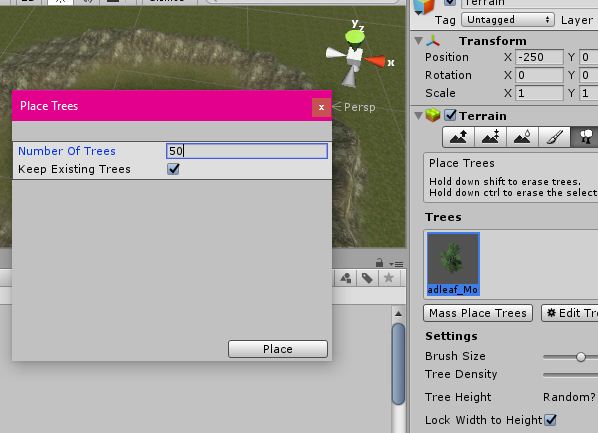 Terrain
Tag Untagged Layer
Transform
Position X -250 Y 0
Rotation X 0 Y 0
Scale X 1 Y 1
Terrain
Place Trees
Hold down shift to erase trees.
Hold down ctrl to erase the select
Trees
adleaf_Mo
Mass Place Trees Edit Tre
Settings
Brush Size
Tree Density
Tree Height Random?
Lock Width to Height
y
x
Persp
Place Trees x
Number Of Trees 50
Keep Existing Trees
Place